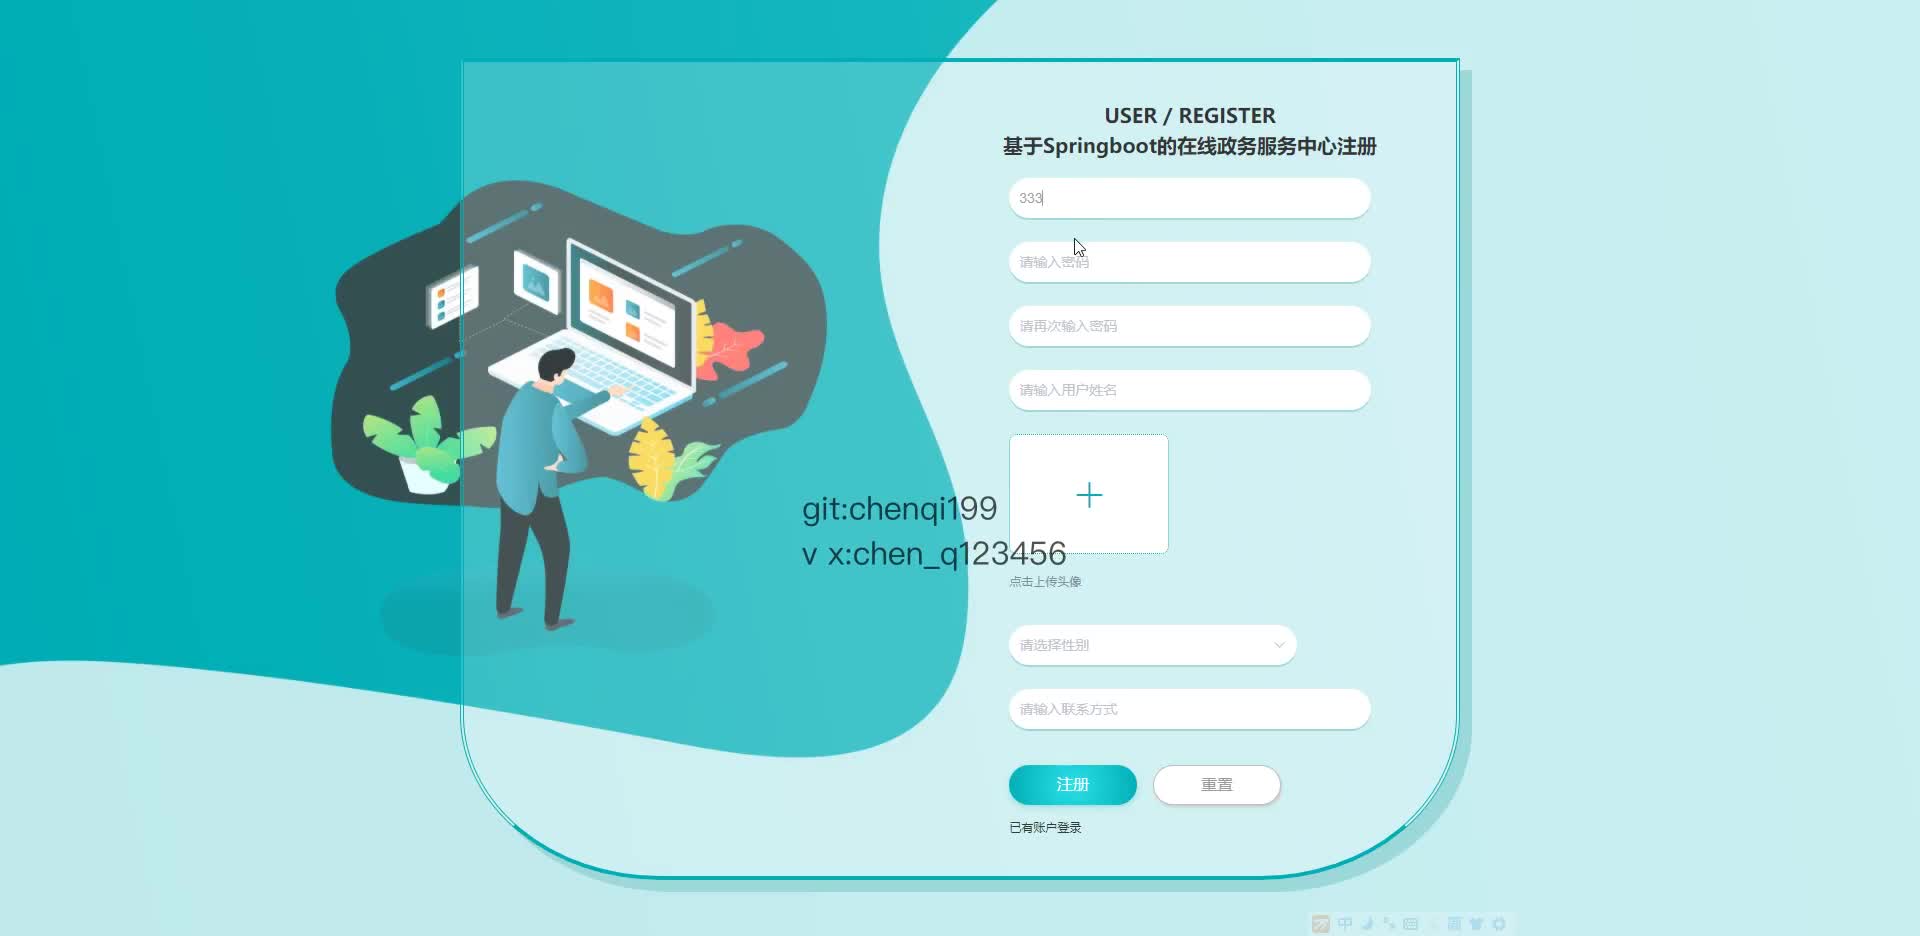 USER / REGISTER
基于Springboot的在线政务服务中心注册
333
请输入密码
请再次输入密码
请输入用户姓名
git:chenqi199
v x:chen_q123456
点击上传头像
请选择性别
请输入联系方式
注册
重置
已有账户登录
中